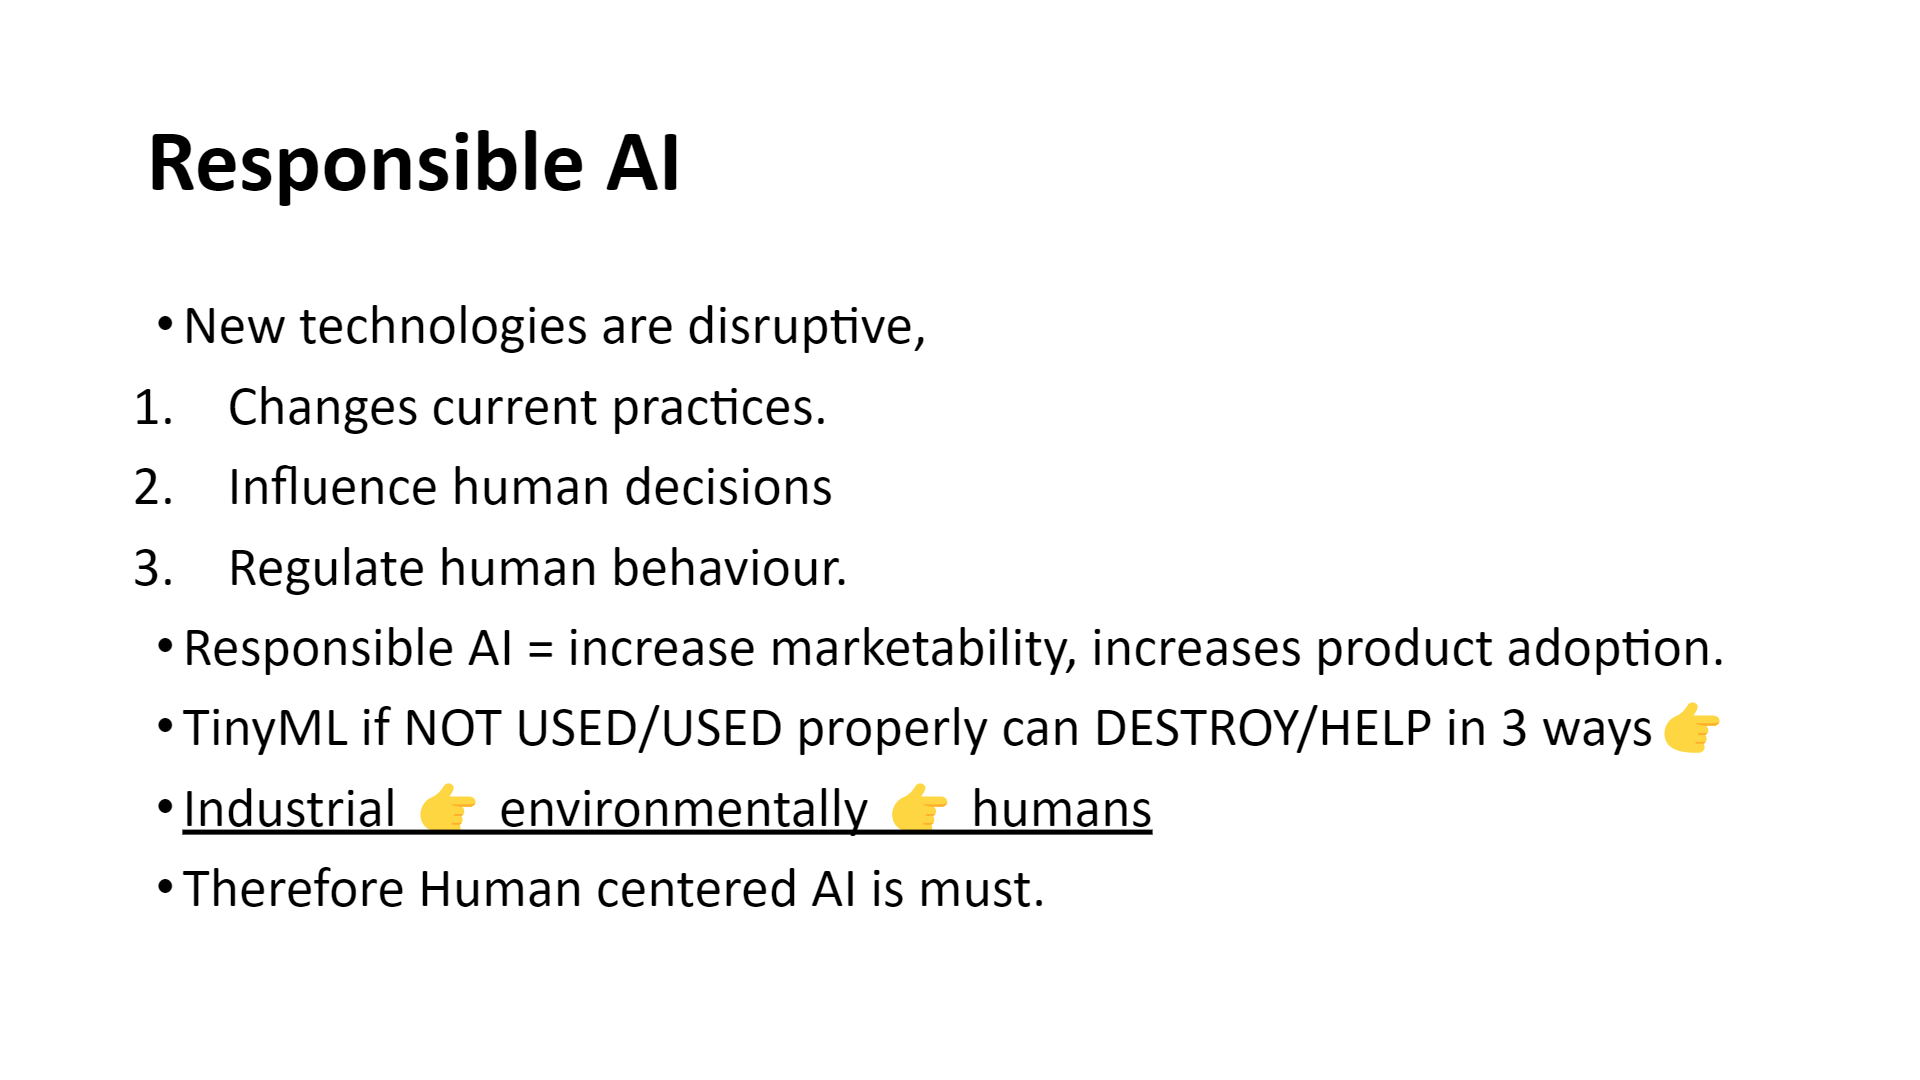 Responsible AI
•New technologies are disruptive,
1. Changes current practices.
2. Influence human decisions
3. Regulate human behaviour.
•Responsible AI = increase marketability, increases product adoption.
•TinyML if NOT USED/USED properly can DESTROY/HELP in 3 ways 👉
•Industrial 👉 environmentally 👉 humans
•Therefore Human centered AI is must.